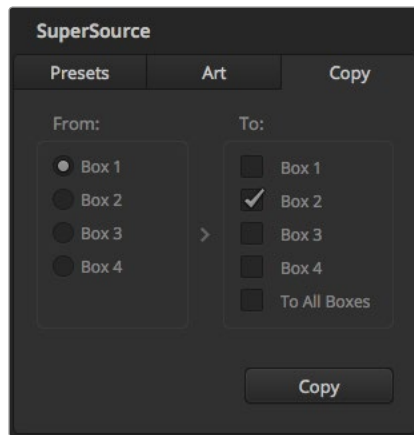 SuperSource
Presets Art Copy
From: To:
Box 1 Box 1
Box 2 Box 2
Box 3 > Box 3
Box 4 Box 4
To All Boxes
Copy